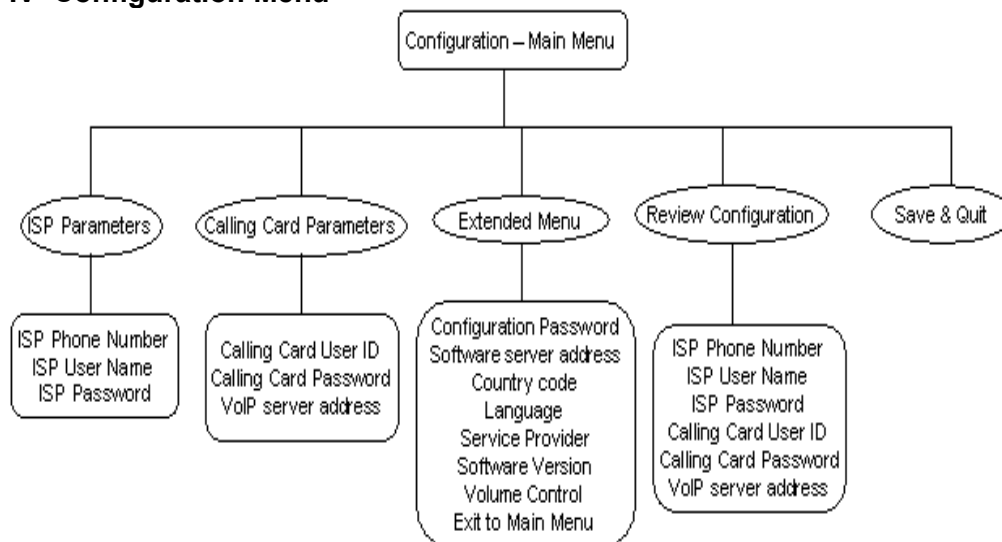 IV Configuration Menu
Configuration – Main Menu
ISP Parameters
Calling Card Parameters
Extended Menu
Review Configuration
Save & Quit
ISP Phone Number
ISP User Name
ISP Password
Calling Card User ID
Calling Card Password
VoIP server address
Configuration Password
Software server address
Country code
Language
Service Provider
Software Version
Volume Control
Exit to Main Menu
ISP Phone Number
ISP User Name
ISP Password
Calling Card User ID
Calling Card Password
VoIP server address